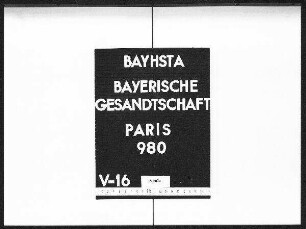 BAYHSTA
BAYERISCHE
GESANDTSCHAFT
PARIS
980
V-16